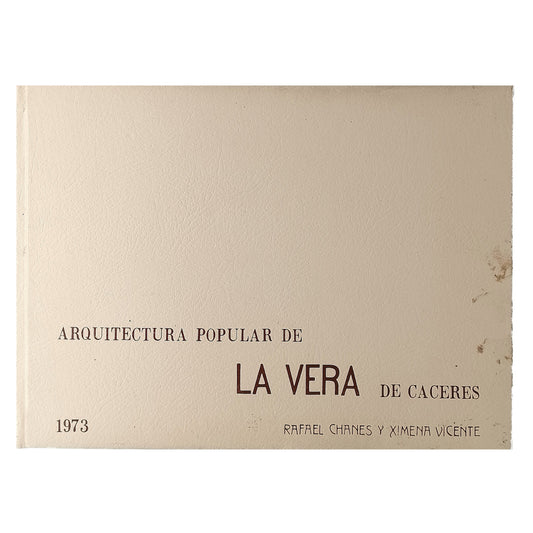 ARQUITECTURA POPULAR DE
LA VERA DE CACERES
1973
RAFAEL CHANES Y XIMENA VICENTE